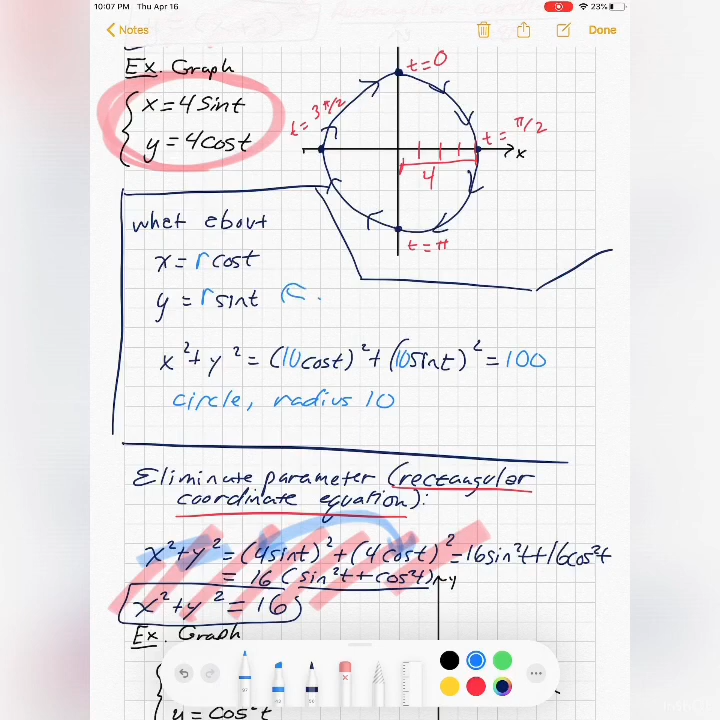 10:07 PM Thu Apr 16
23%
Notes
Done
Ex. Graph
x = 4 sint
y = 4 cost
t = 0
t = 3π/2
t = π/2
x
4
t = π
what about
x = r cost
y = r sint
x² + y² = (10cost)² + (10sint)² = 100
circle, radius 10
Eliminate parameter (rectangular
coordinate equation):
x² + y² = (4sint)² + (4cost)² = 16sin²t + 16cos²t
= 16 (sin²t + cos²t)
y
x² + y² = 16
Ex. Graph
y = cos²t